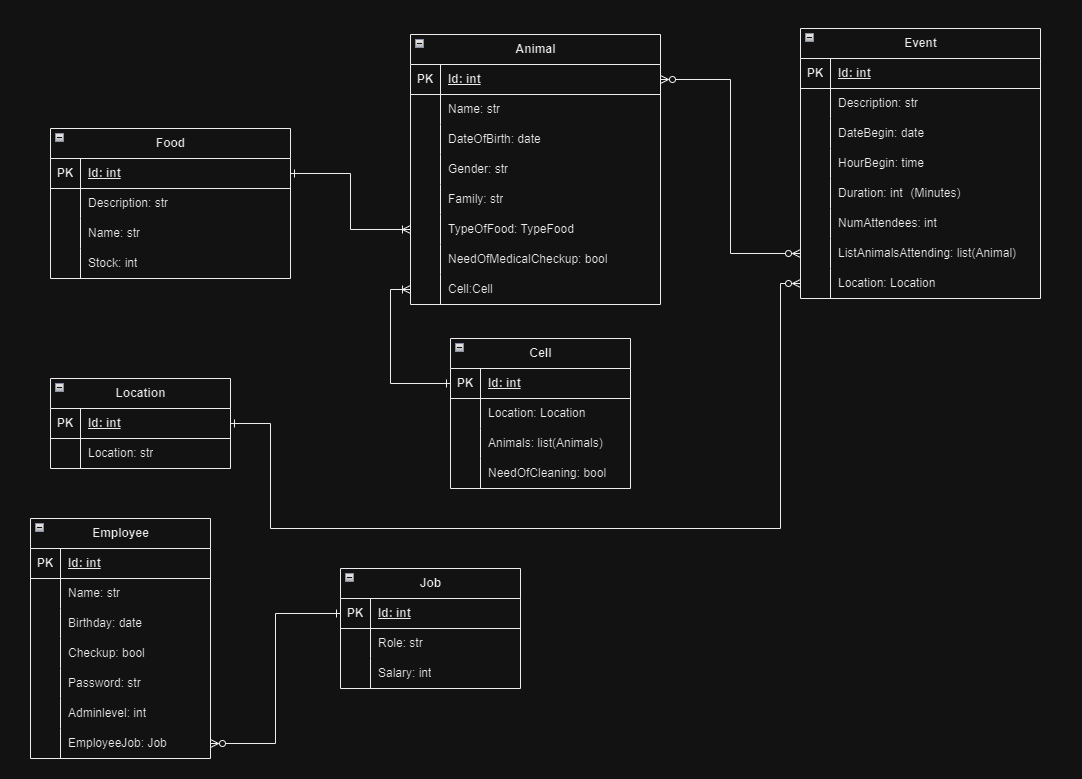 Animal
PK Id: int
Name: str
DateOfBirth: date
Gender: str
Family: str
TypeOfFood: TypeFood
NeedOfMedicalCheckup: bool
Cell:Cell
Event
PK Id: int
Description: str
DateBegin: date
HourBegin: time
Duration: int (Minutes)
NumAttendees: int
ListAnimalsAttending: list(Animal)
Location: Location
Food
PK Id: int
Description: str
Name: str
Stock: int
Cell
PK Id: int
Location: Location
Animals: list(Animals)
NeedOfCleaning: bool
Location
PK Id: int
Location: str
Employee
PK Id: int
Name: str
Birthday: date
Checkup: bool
Password: str
Adminlevel: int
EmployeeJob: Job
Job
PK Id: int
Role: str
Salary: int